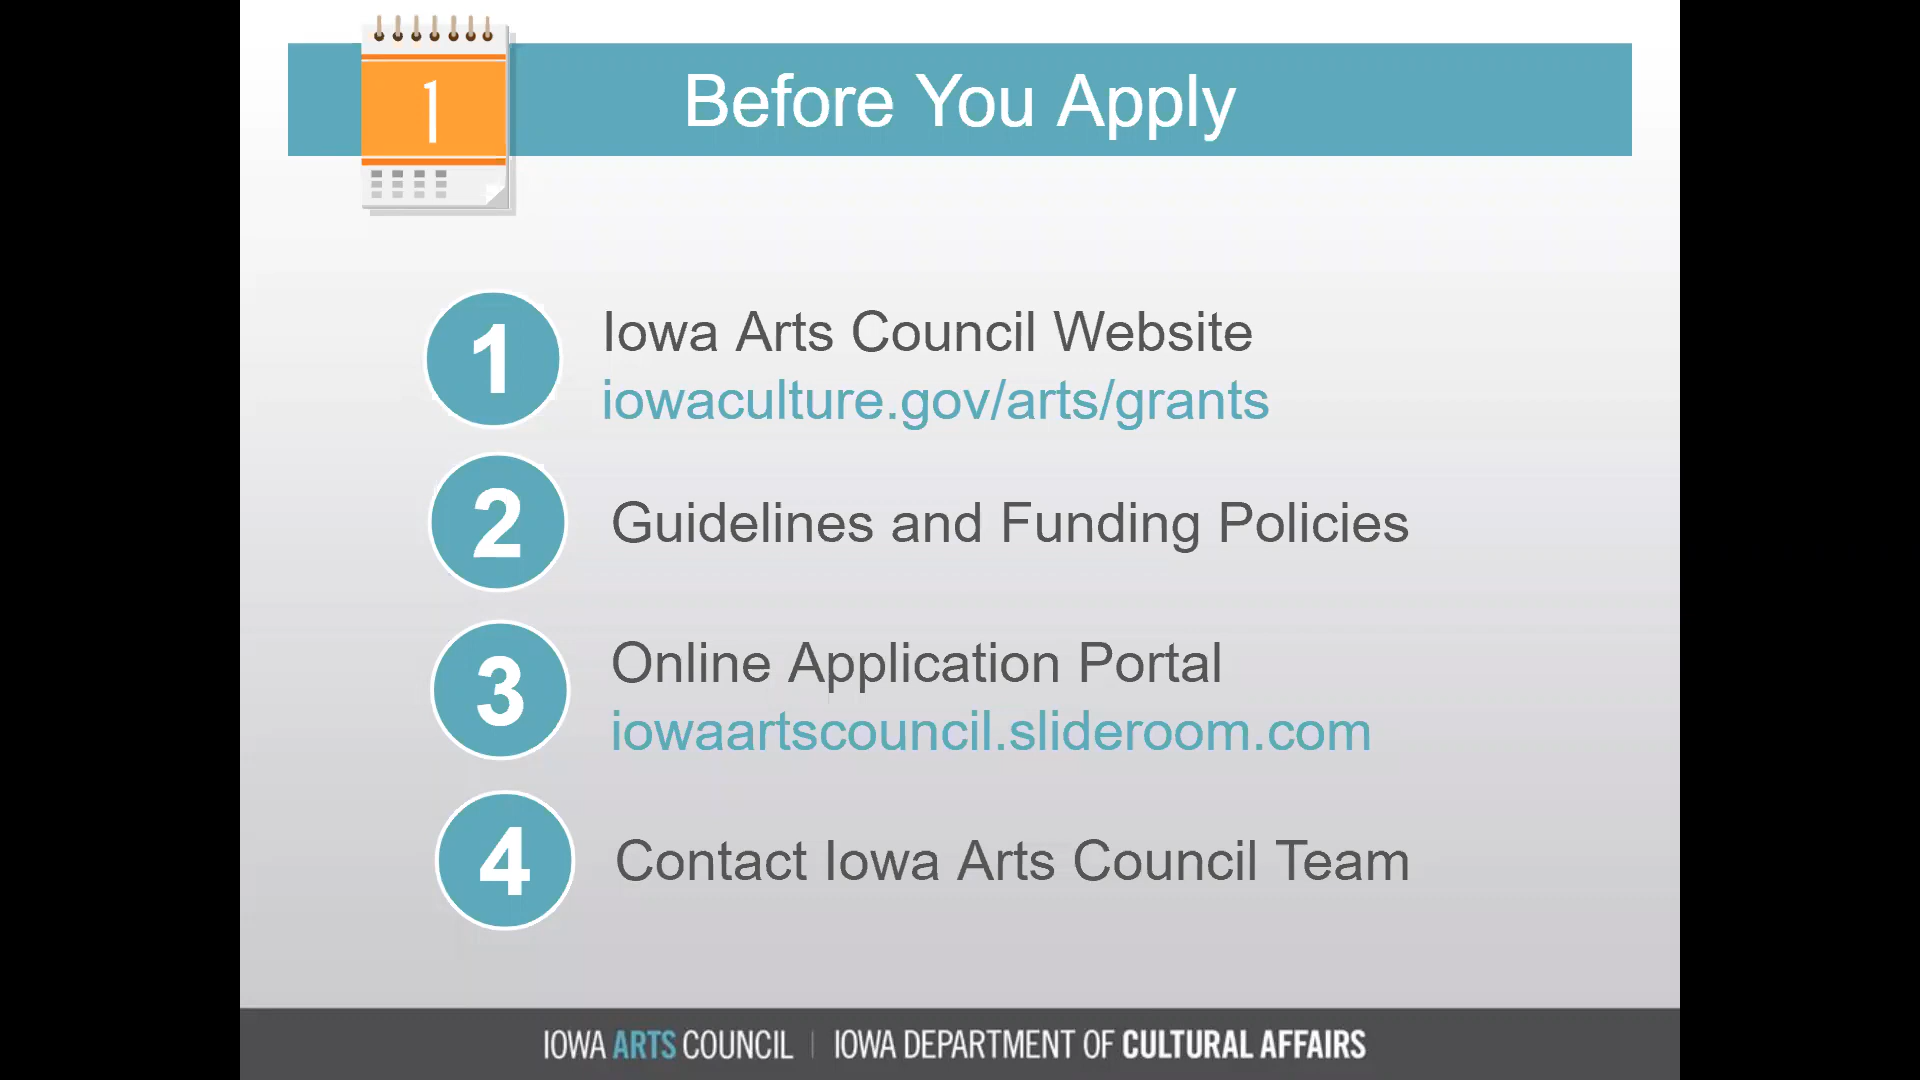 1
Before You Apply
1
Iowa Arts Council Website
iowaculture.gov/arts/grants
2
Guidelines and Funding Policies
3
Online Application Portal
iowaartscouncil.slideroom.com
4
Contact Iowa Arts Council Team
IOWA ARTS COUNCIL | IOWA DEPARTMENT OF CULTURAL AFFAIRS